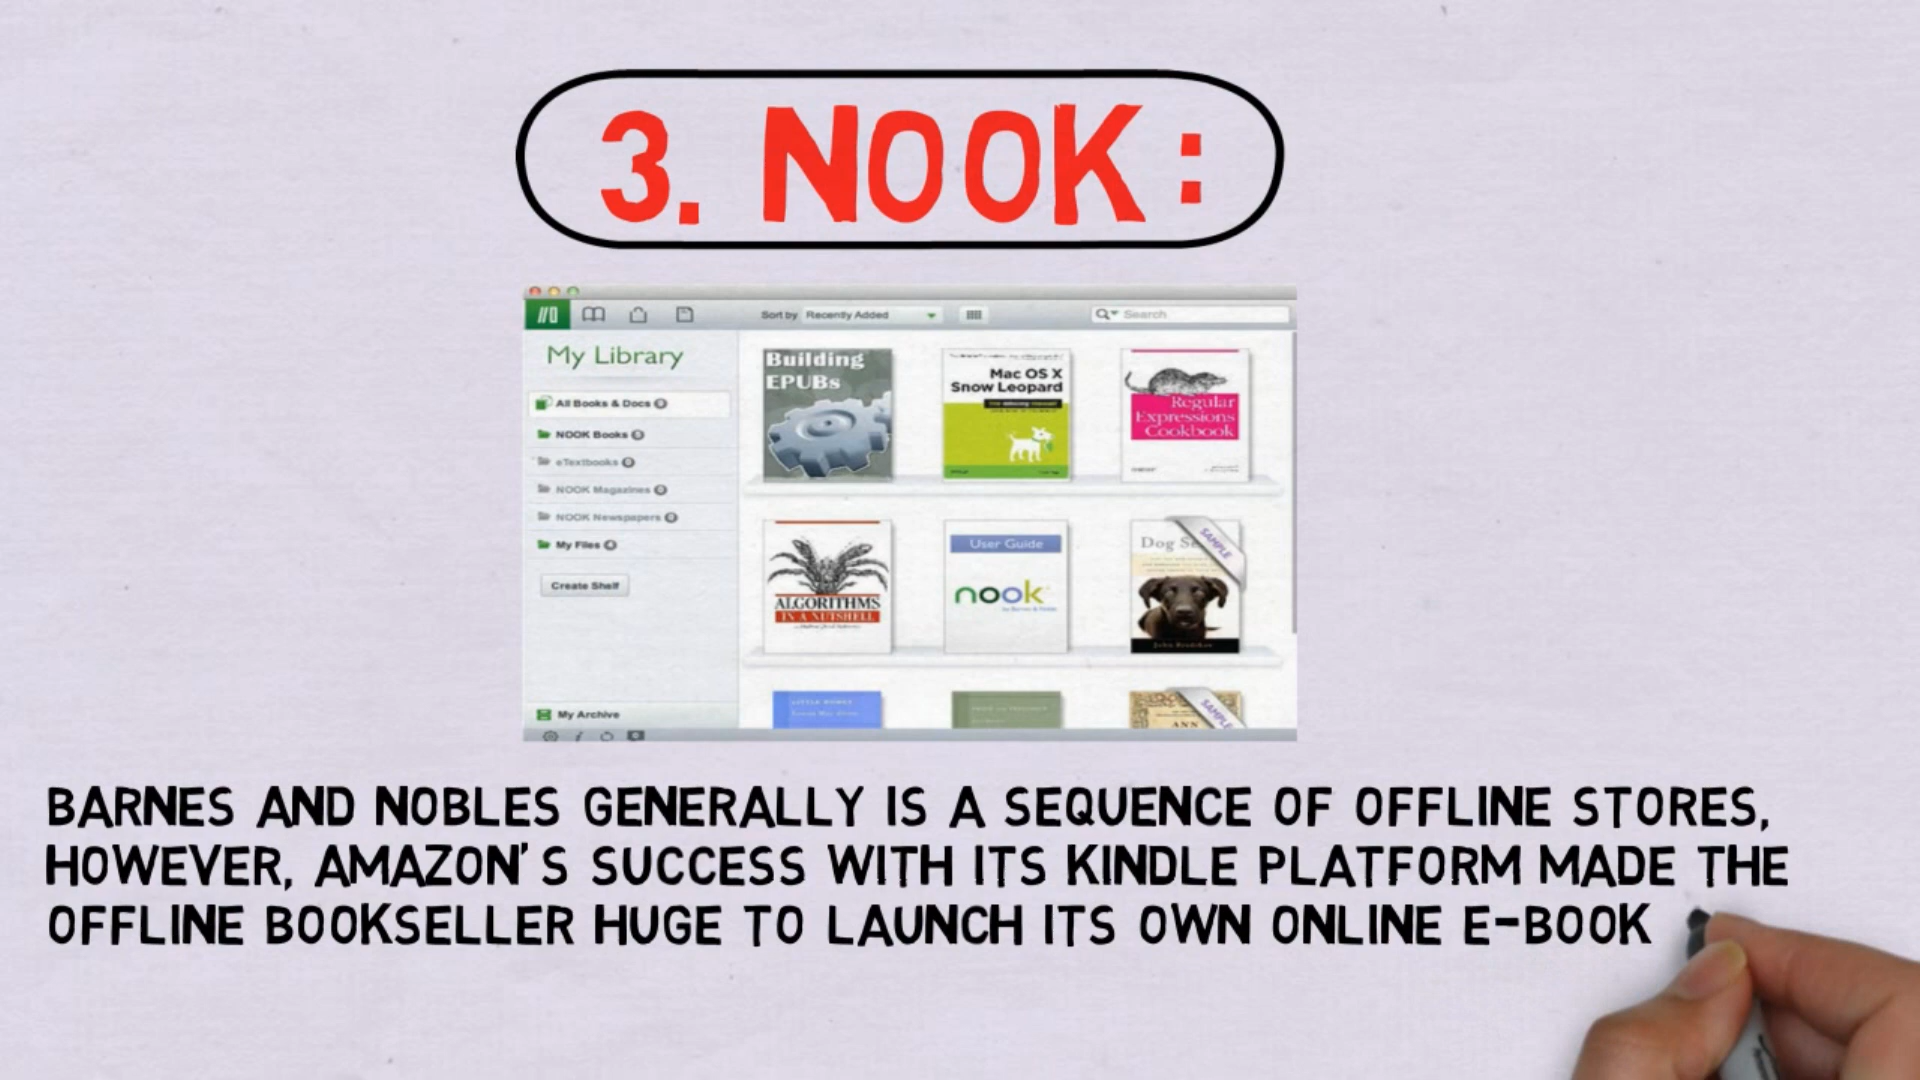 3. NOOK:
Sort by Recently Added
Search
My Library
All Books & Docs
NOOK Books
eTextbooks
NOOK Magazines
NOOK Newspapers
My Files
Create Shelf
My Archive
Building
EPUBs
Mac OS X
Snow Leopard
Regular
Expressions
Cookbook
ALGORITHMS
IN A NUTSHELL
User Guide
nook
Dog
SAMPLE
SAMPLE
ANN
BARNES AND NOBLES GENERALLY IS A SEQUENCE OF OFFLINE STORES,
HOWEVER, AMAZON'S SUCCESS WITH ITS KINDLE PLATFORM MADE THE
OFFLINE BOOKSELLER HUGE TO LAUNCH ITS OWN ONLINE E-BOOK